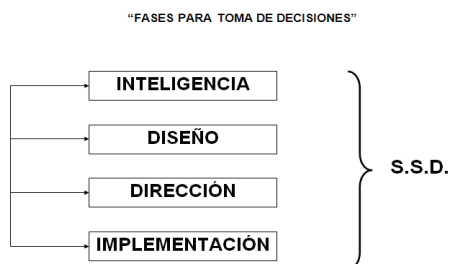 “FASES PARA TOMA DE DECISIONES”
INTELIGENCIA
DISEÑO
DIRECCIÓN
IMPLEMENTACIÓN
S.S.D.